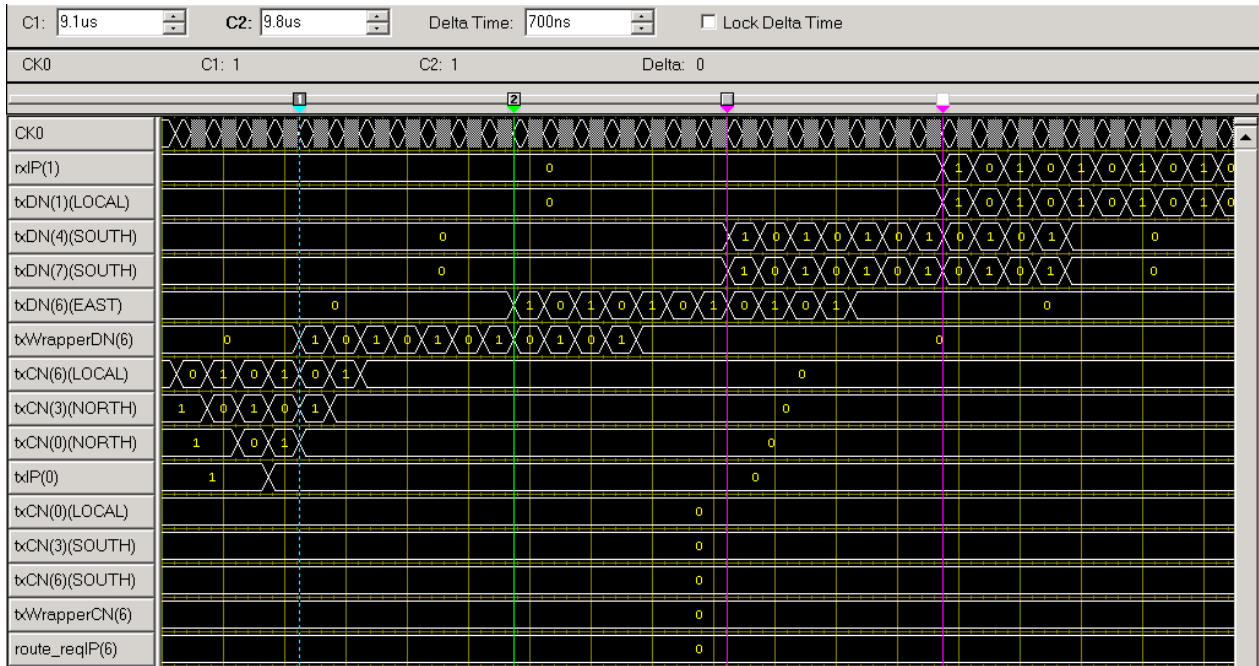 C1: 9.1us C2: 9.8us Delta Time: 700ns Lock Delta Time
CK0 C1: 1 C2: 1 Delta: 0
1 2
CK0
rxIP(1) 0 1 0 1 0 1 0 1 0
txDN(1)(LOCAL) 0 1 0 1 0 1 0 1 0
txDN(4)(SOUTH) 0 1 0 1 0 1 0 1 0 1 0 1 0
txDN(7)(SOUTH) 0 1 0 1 0 1 0 1 0 1 0 1 0
txDN(6)(EAST) 0 1 0 1 0 1 0 1 0 1 0 1 0
txWrapperDN(6) 0 1 0 1 0 1 0 1 0 1 0 1 0
txCN(6)(LOCAL) 0 1 0 1 0 1 0
txCN(3)(NORTH) 1 0 1 0 1 0
txCN(0)(NORTH) 1 0 1 0
txIP(0) 1 0
txCN(0)(LOCAL) 0
txCN(3)(SOUTH) 0
txCN(6)(SOUTH) 0
txWrapperCN(6) 0
route_reqIP(6) 0